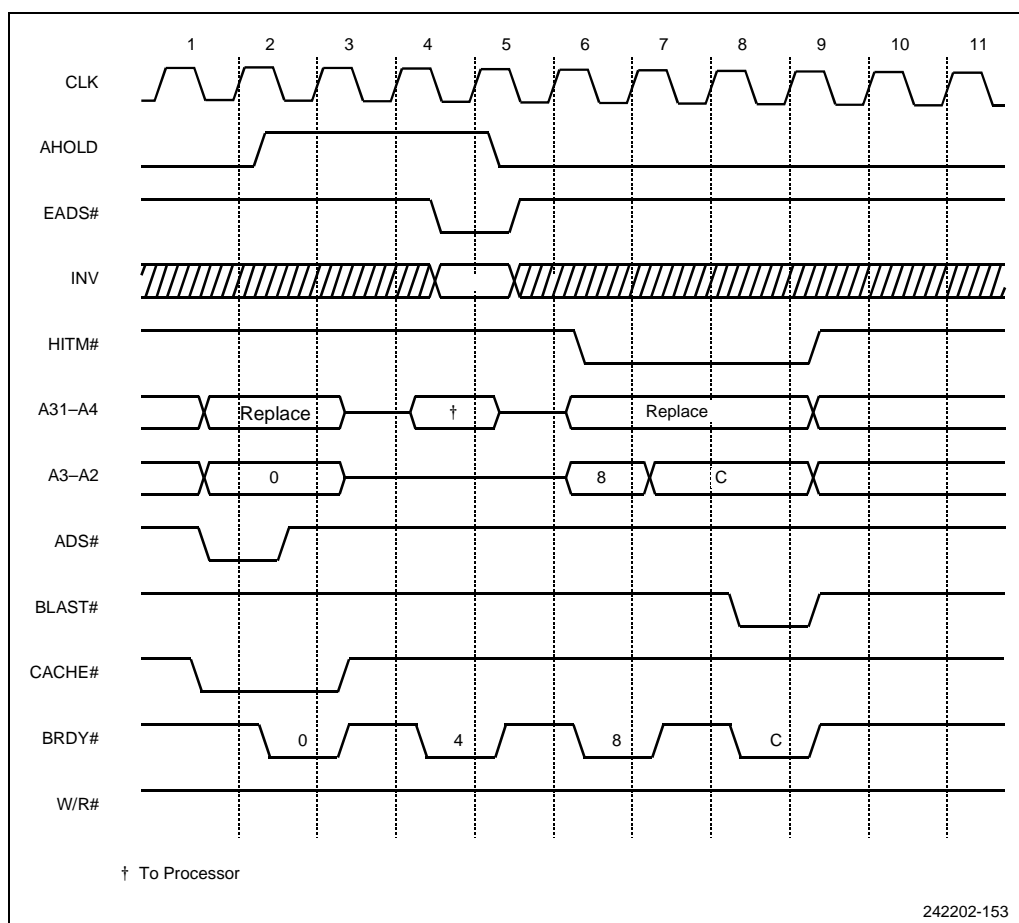 1 2 3 4 5 6 7 8 9 10 11
CLK
AHOLD
EADS#
INV
HITM#
A31–A4 Replace † Replace
A3–A2 0 8 C
ADS#
BLAST#
CACHE#
BRDY# 0 4 8 C
W/R#
† To Processor
242202-153